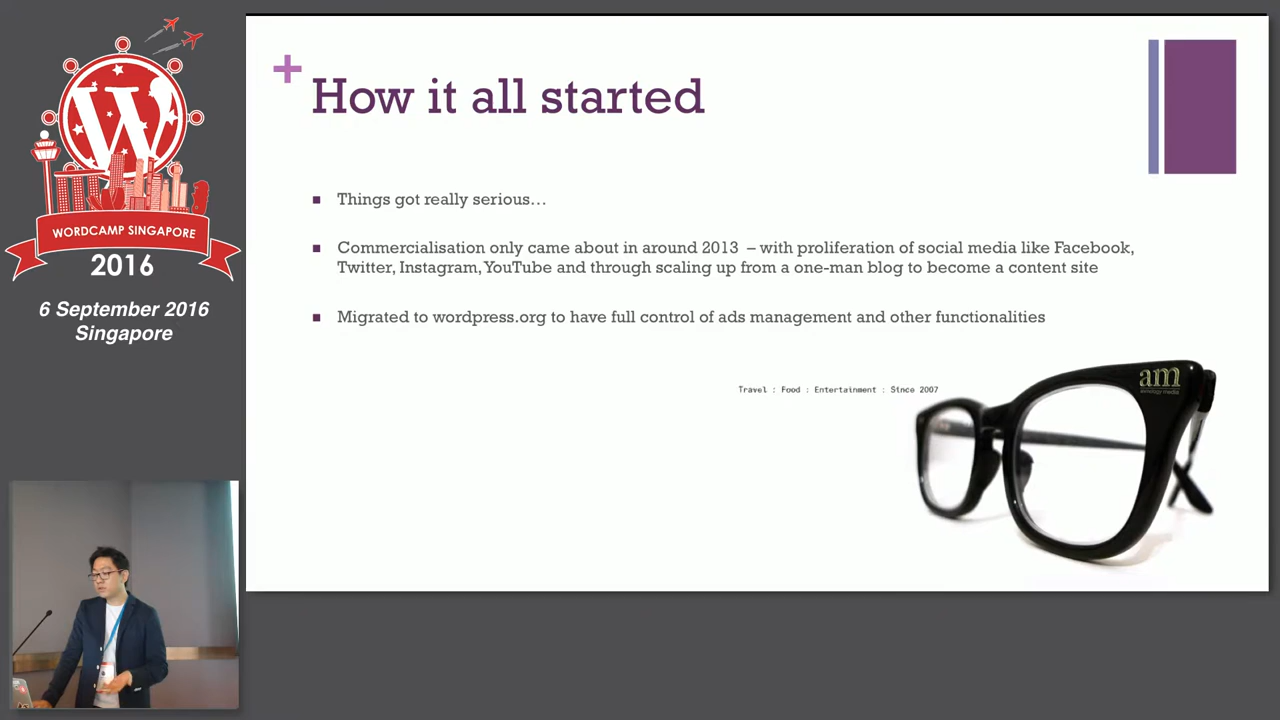 WORDCAMP SINGAPORE
2016
6 September 2016
Singapore
+
How it all started
Things got really serious…
Commercialisation only came about in around 2013 – with proliferation of social media like Facebook,
Twitter, Instagram, YouTube and through scaling up from a one-man blog to become a content site
Migrated to wordpress.org to have full control of ads management and other functionalities
Travel : Food : Entertainment : Since 2007
am